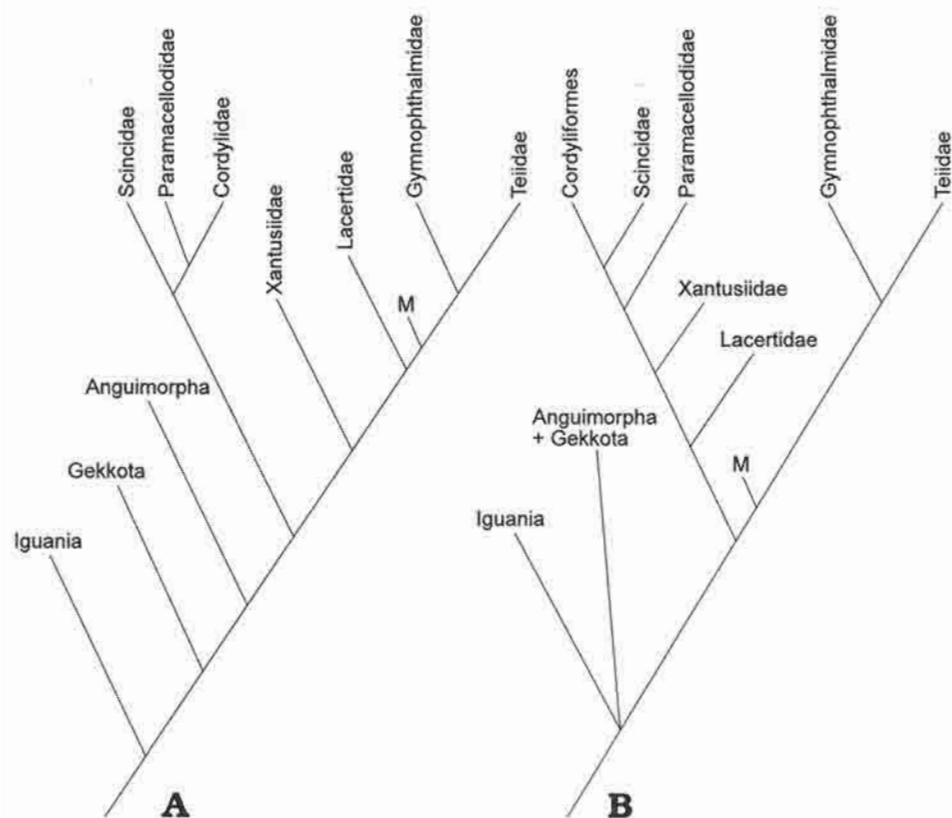 Scincidae
Paramacellodidae
Cordylidae
Xantusiidae
Lacertidae
Gymnophthalmidae
Teiidae
M
Anguimorpha
Gekkota
Iguania
A
Cordyliformes
Scincidae
Paramacellodidae
Gymnophthalmidae
Teiidae
Xantusiidae
Lacertidae
Anguimorpha
+ Gekkota
M
Iguania
B